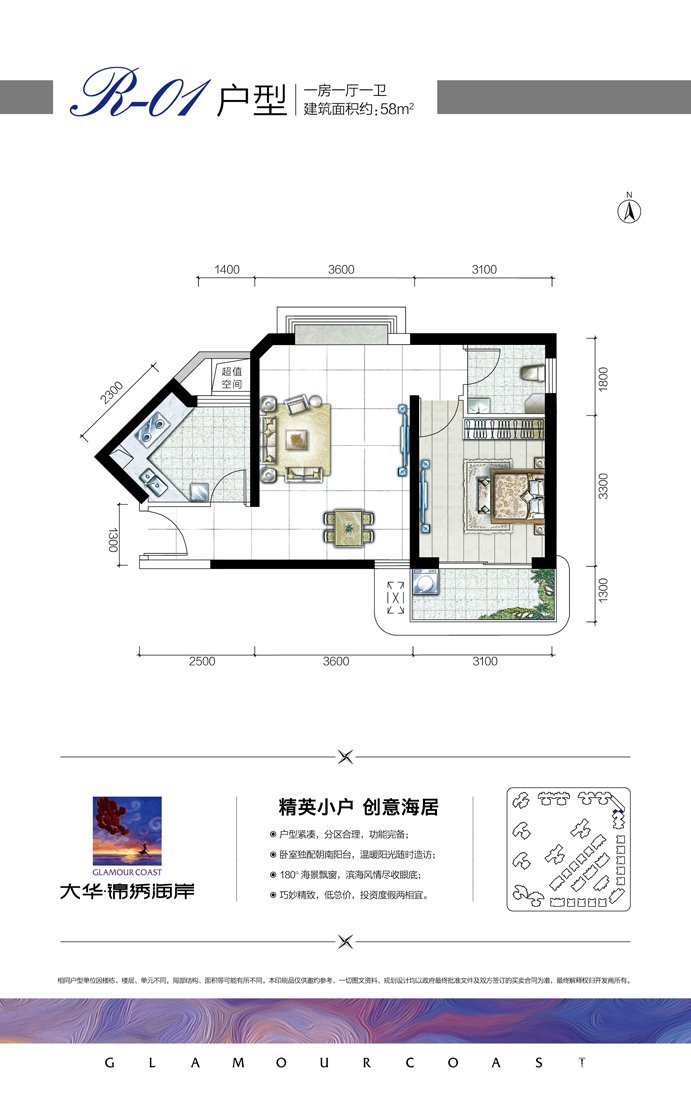 R-01 户型
一房一厅一卫
建筑面积约:58m²
N
1400 3600 3100
2300
超值
空间
1800
3300
1300
1300
2500 3600 3100
GLAMOUR COAST
大华·锦绣海岸
精英小户 创意海居
◉ 户型紧凑，分区合理，功能完备；
◉ 卧室独配朝南阳台，温暖阳光随时造访；
◉ 180° 海景飘窗，滨海风情尽收眼底；
◉ 巧妙精致，低总价，投资度假两相宜。
相同户型单位因楼栋、楼层、单元不同，局部结构、面积等可能有所不同。本印刷品仅供邀约参考，一切图文资料、规划设计均以政府最终批准文件及双方签订的买卖合同为准，最终解释权归开发商所有。
GLAMOURCOAST